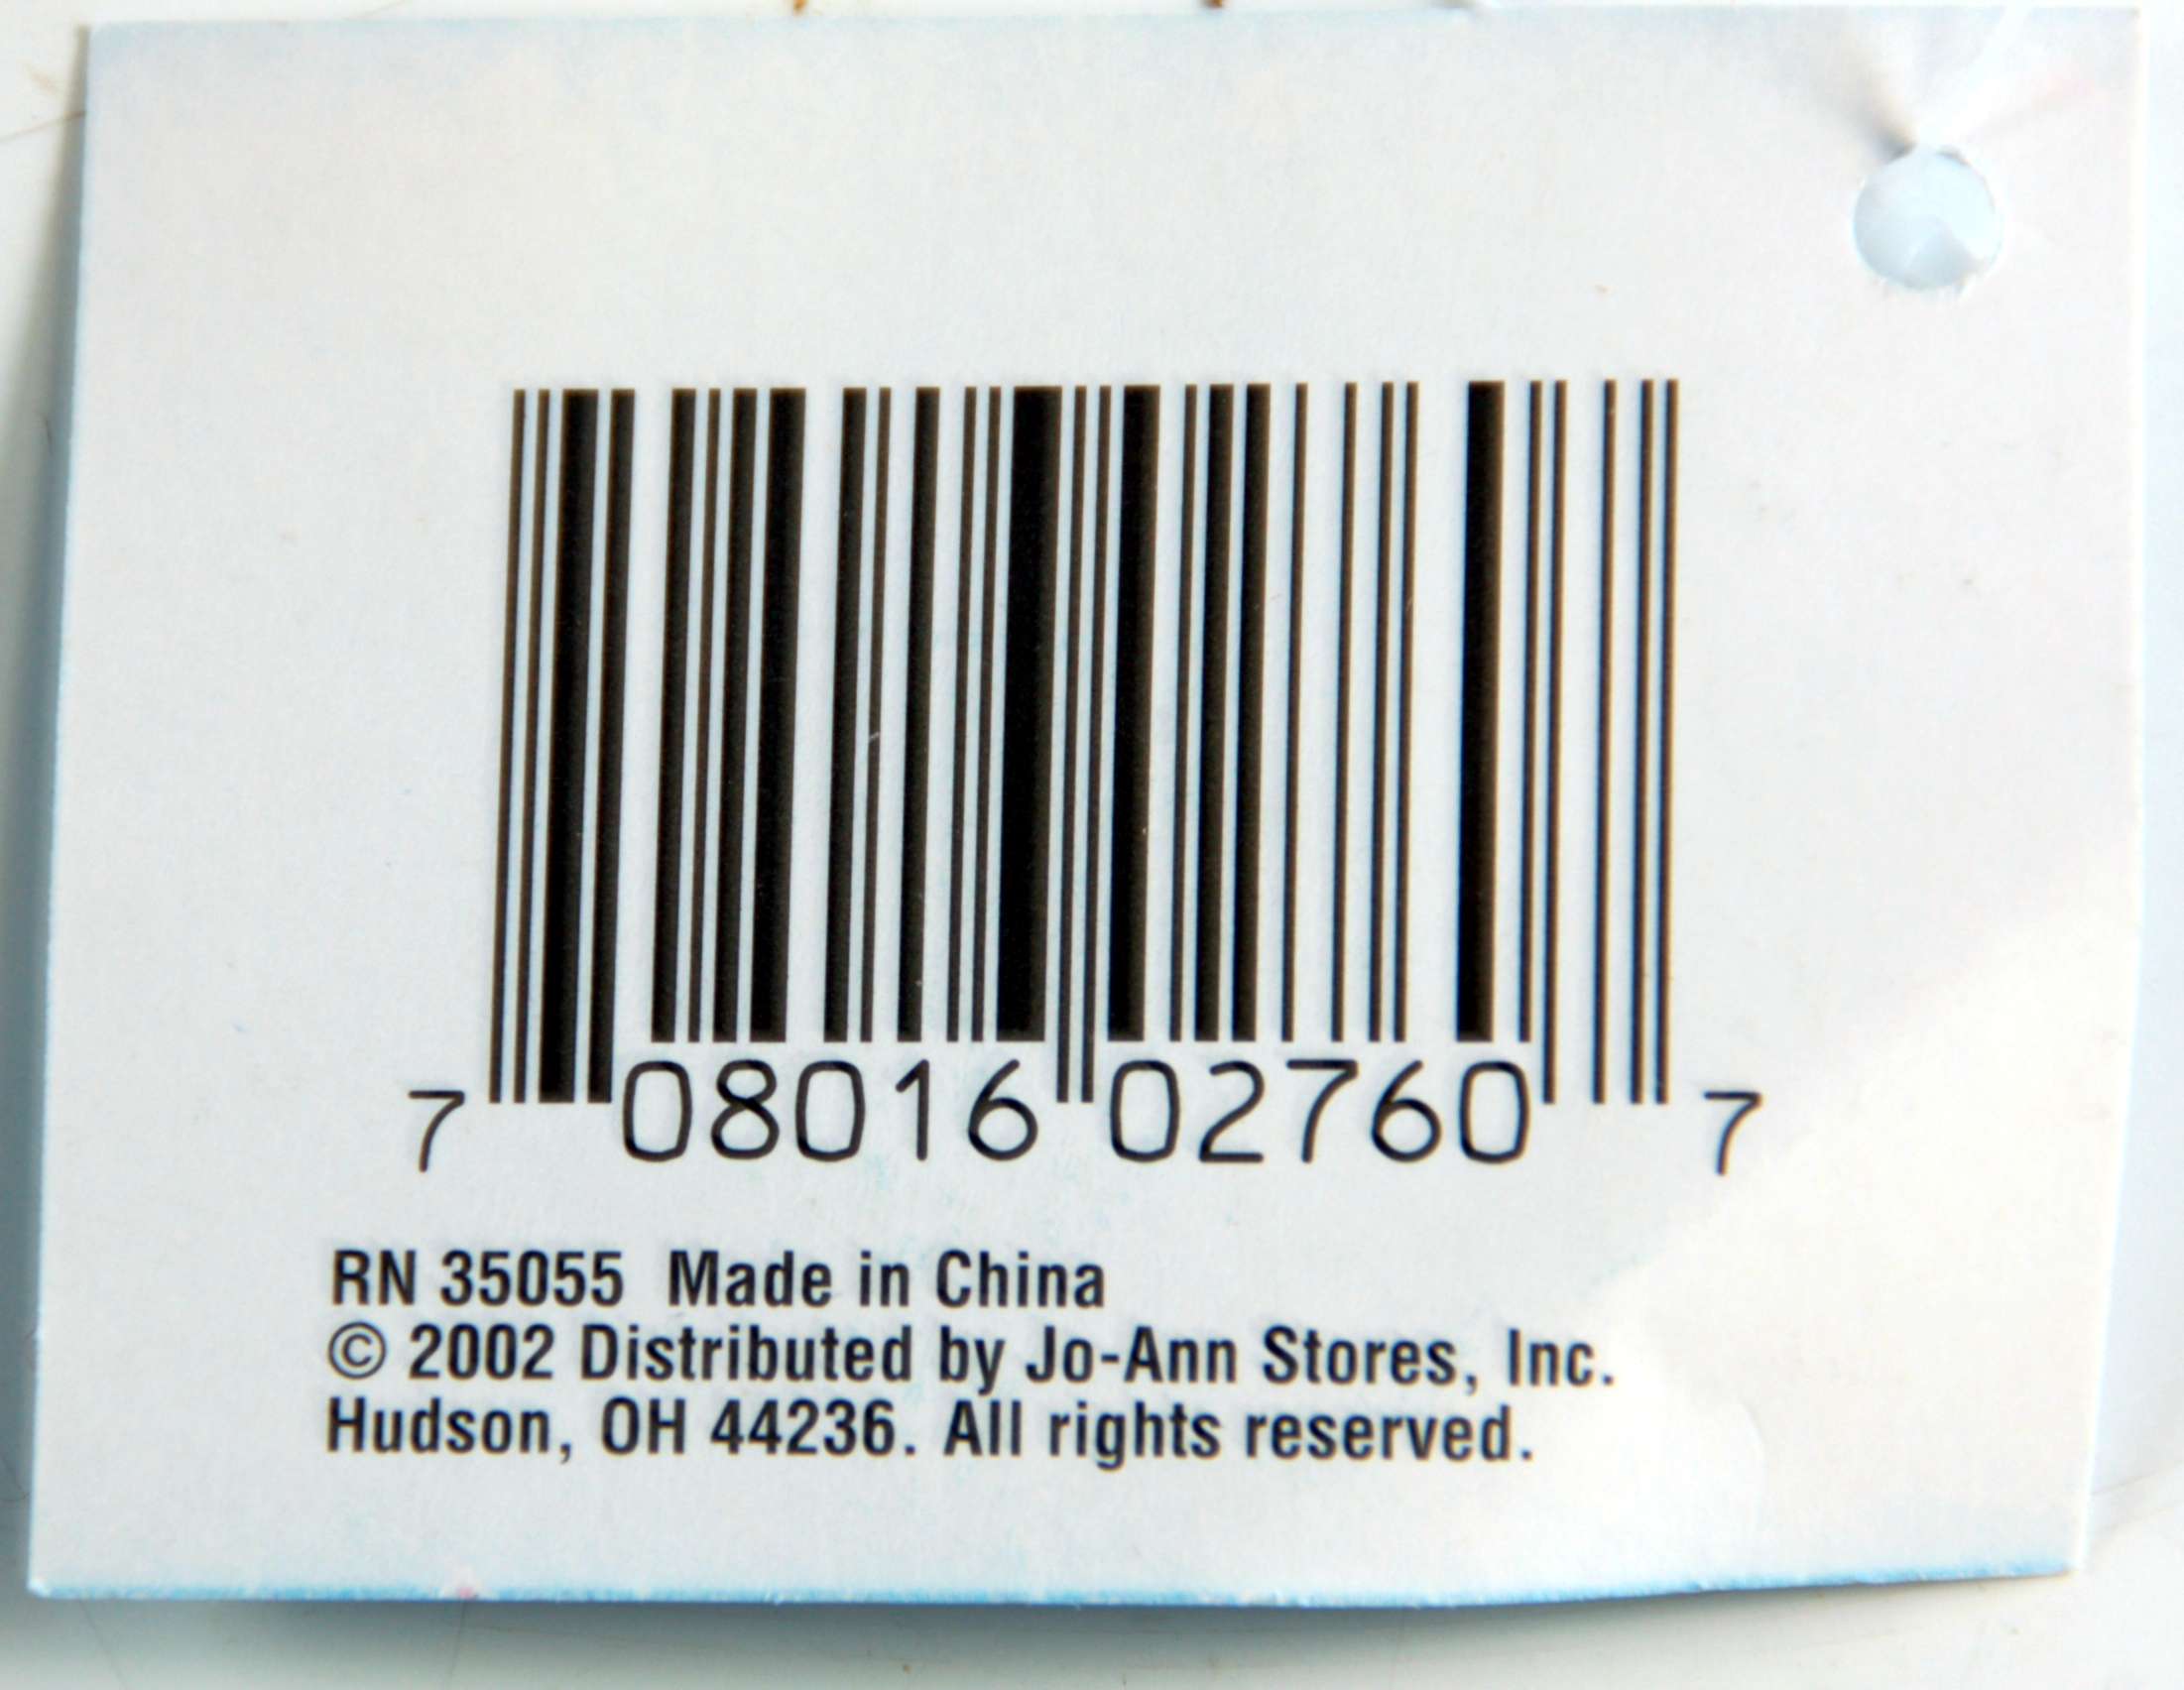 7 08016 02760 7
RN 35055 Made in China
© 2002 Distributed by Jo-Ann Stores, Inc.
Hudson, OH 44236. All rights reserved.